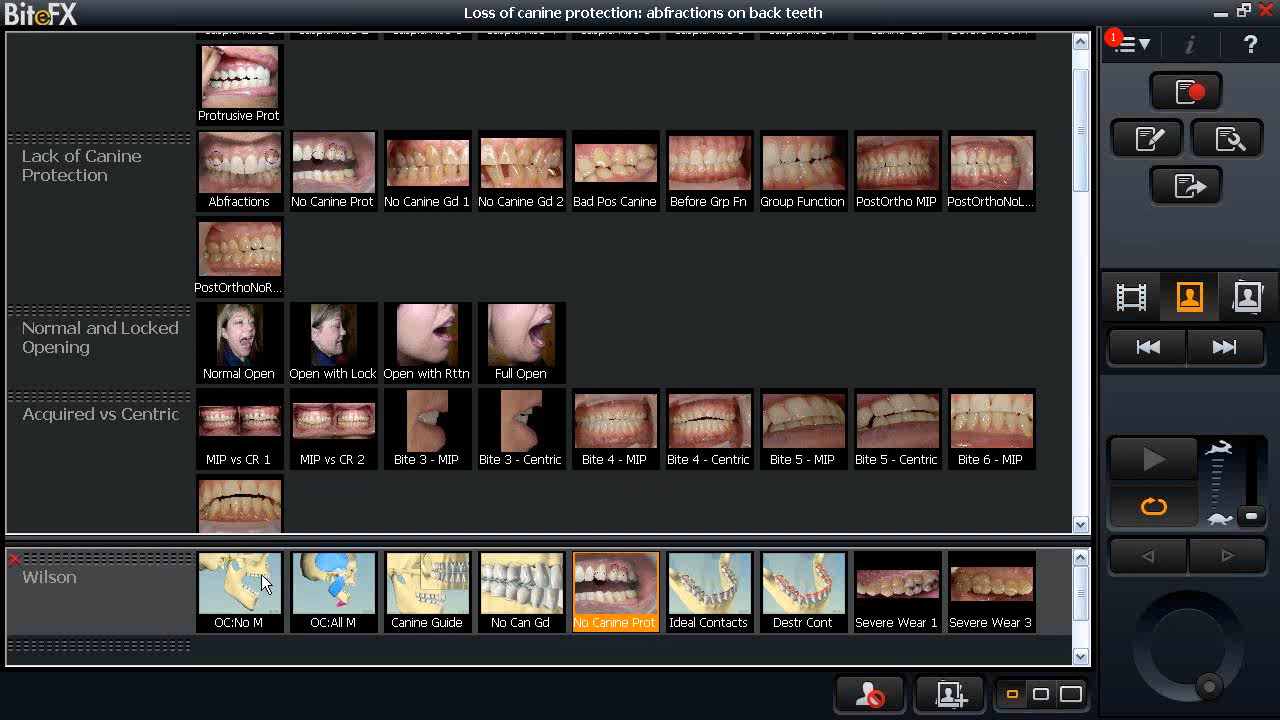 BiteFX
Loss of canine protection: abfractions on back teeth
1
i
?
Protrusive Prot
Lack of Canine
Protection
Abfractions
No Canine Prot
No Canine Gd 1
No Canine Gd 2
Bad Pos Canine
Before Grp Fn
Group Function
PostOrtho MIP
PostOrthoNoL...
PostOrthoNoR...
Normal and Locked
Opening
Normal Open
Open with Lock
Open with Rttn
Full Open
Acquired vs Centric
MIP vs CR 1
MIP vs CR 2
Bite 3 - MIP
Bite 3 - Centric
Bite 4 - MIP
Bite 4 - Centric
Bite 5 - MIP
Bite 5 - Centric
Bite 6 - MIP
Wilson
OC:No M
OC:All M
Canine Guide
No Can Gd
No Canine Prot
Ideal Contacts
Destr Cont
Severe Wear 1
Severe Wear 3